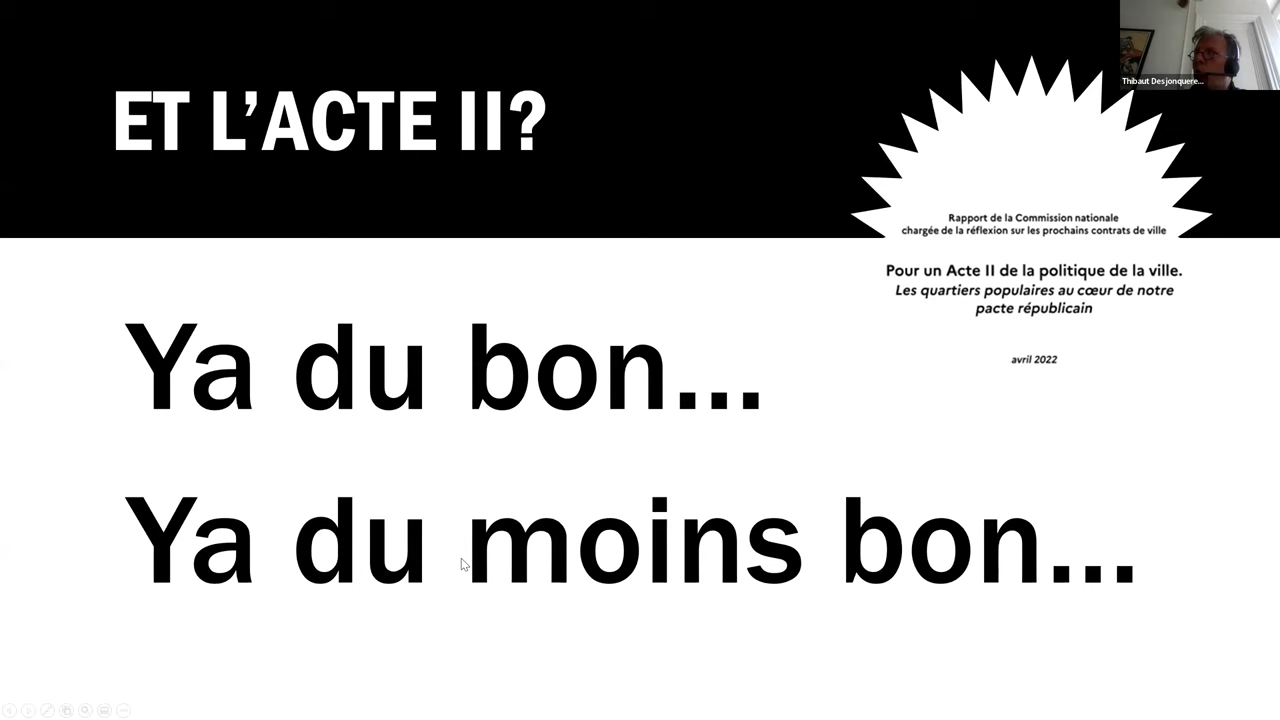 ET L'ACTE II?
Thibaut Desjonquere...
Rapport de la Commission nationale
chargée de la réflexion sur les prochains contrats de ville
Pour un Acte II de la politique de la ville.
Les quartiers populaires au cœur de notre
pacte républicain
avril 2022
Ya du bon...
Ya du moins bon...